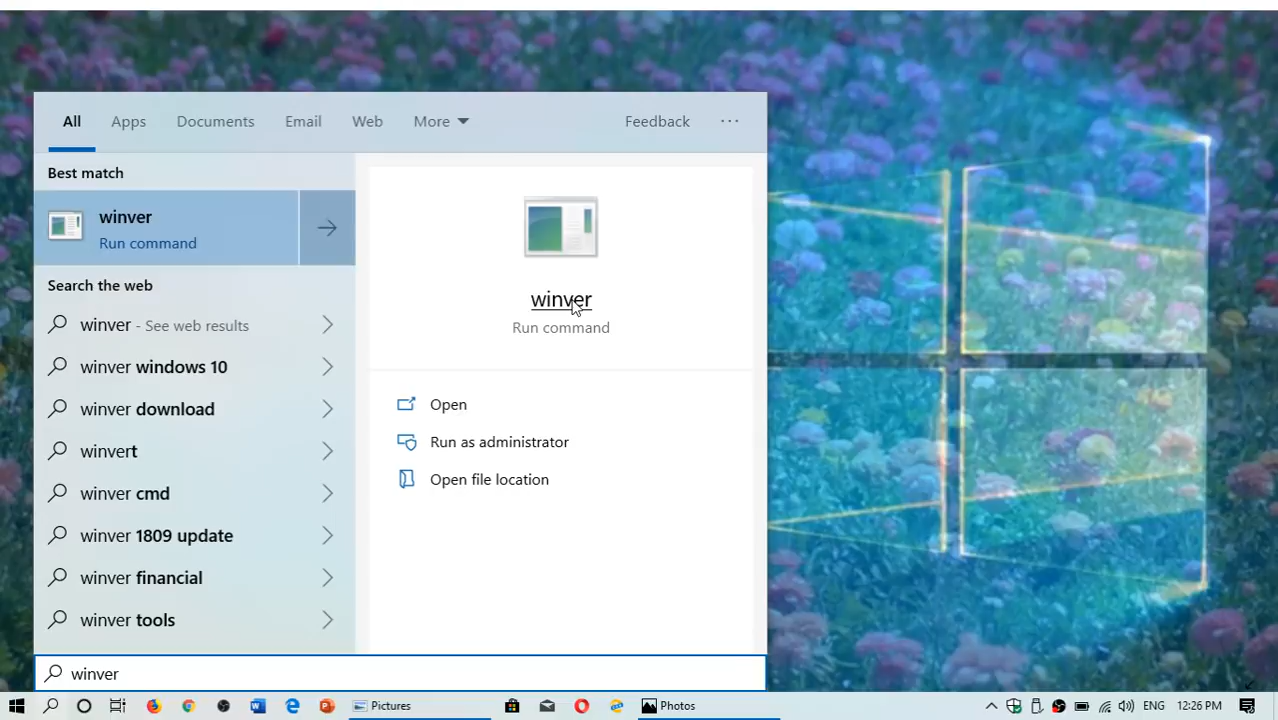 All Apps Documents Email Web More Feedback ···
Best match
winver
Run command
Search the web
winver - See web results
winver windows 10
winver download
winvert
winver cmd
winver 1809 update
winver financial
winver tools
winver
Run command
Open
Run as administrator
Open file location
winver
Pictures Photos ENG 12:26 PM